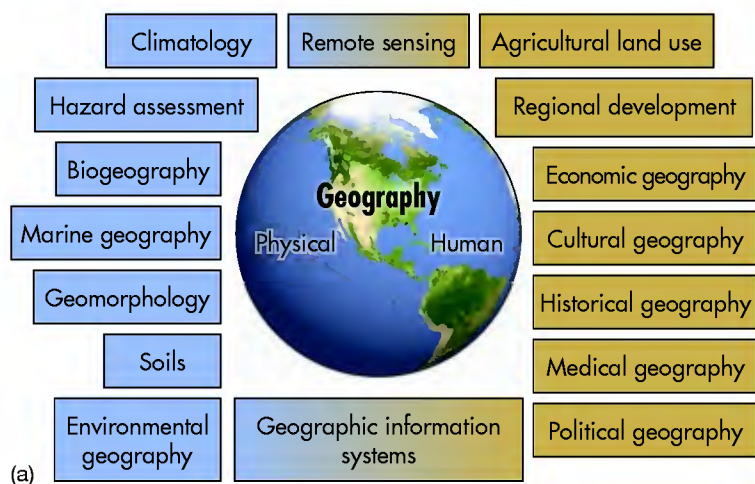 Climatology
Remote sensing
Agricultural land use
Hazard assessment
Regional development
Biogeography
Economic geography
Geography
Marine geography
Physical
Human
Cultural geography
Geomorphology
Historical geography
Soils
Medical geography
Environmental
geography
Geographic information
systems
Political geography
(a)